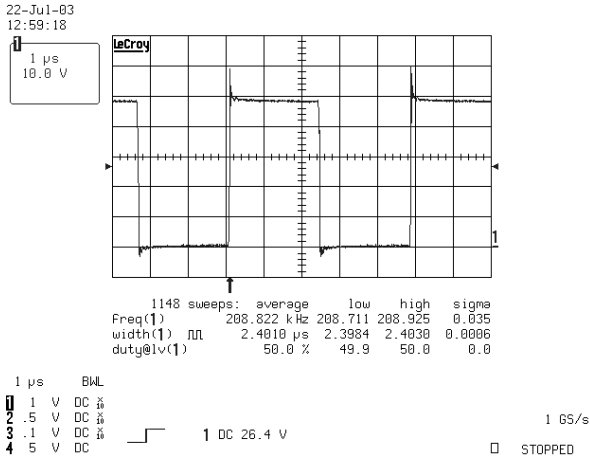 22-Jul-03
12:59:18
1
1 µs
10.0 V
LeCroy
1
1148 sweeps: average low high sigma
Freq(1) 208.822 kHz 208.711 208.925 0.035
width(1) 2.4010 µs 2.3984 2.4030 0.0006
duty@lv(1) 50.0 % 49.9 50.0 0.0
1 µs BWL
1 1 V DC X10
2 .5 V DC X10
3 .1 V DC X10
4 5 V DC
1 DC 26.4 V
1 GS/s
STOPPED